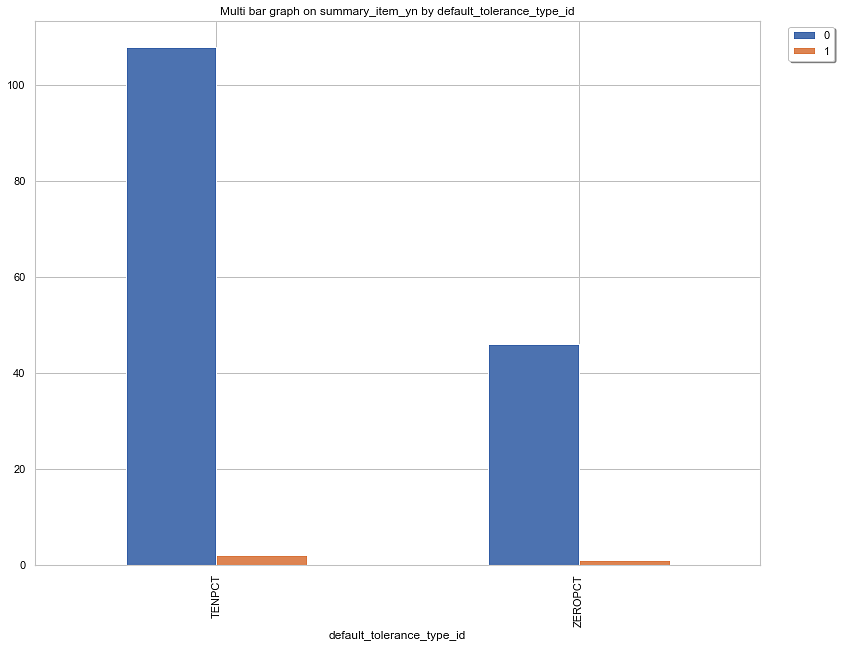 Multi bar graph on summary_item_yn by default_tolerance_type_id
0
1
100
80
60
40
20
0
TENPCT
ZEROPCT
default_tolerance_type_id